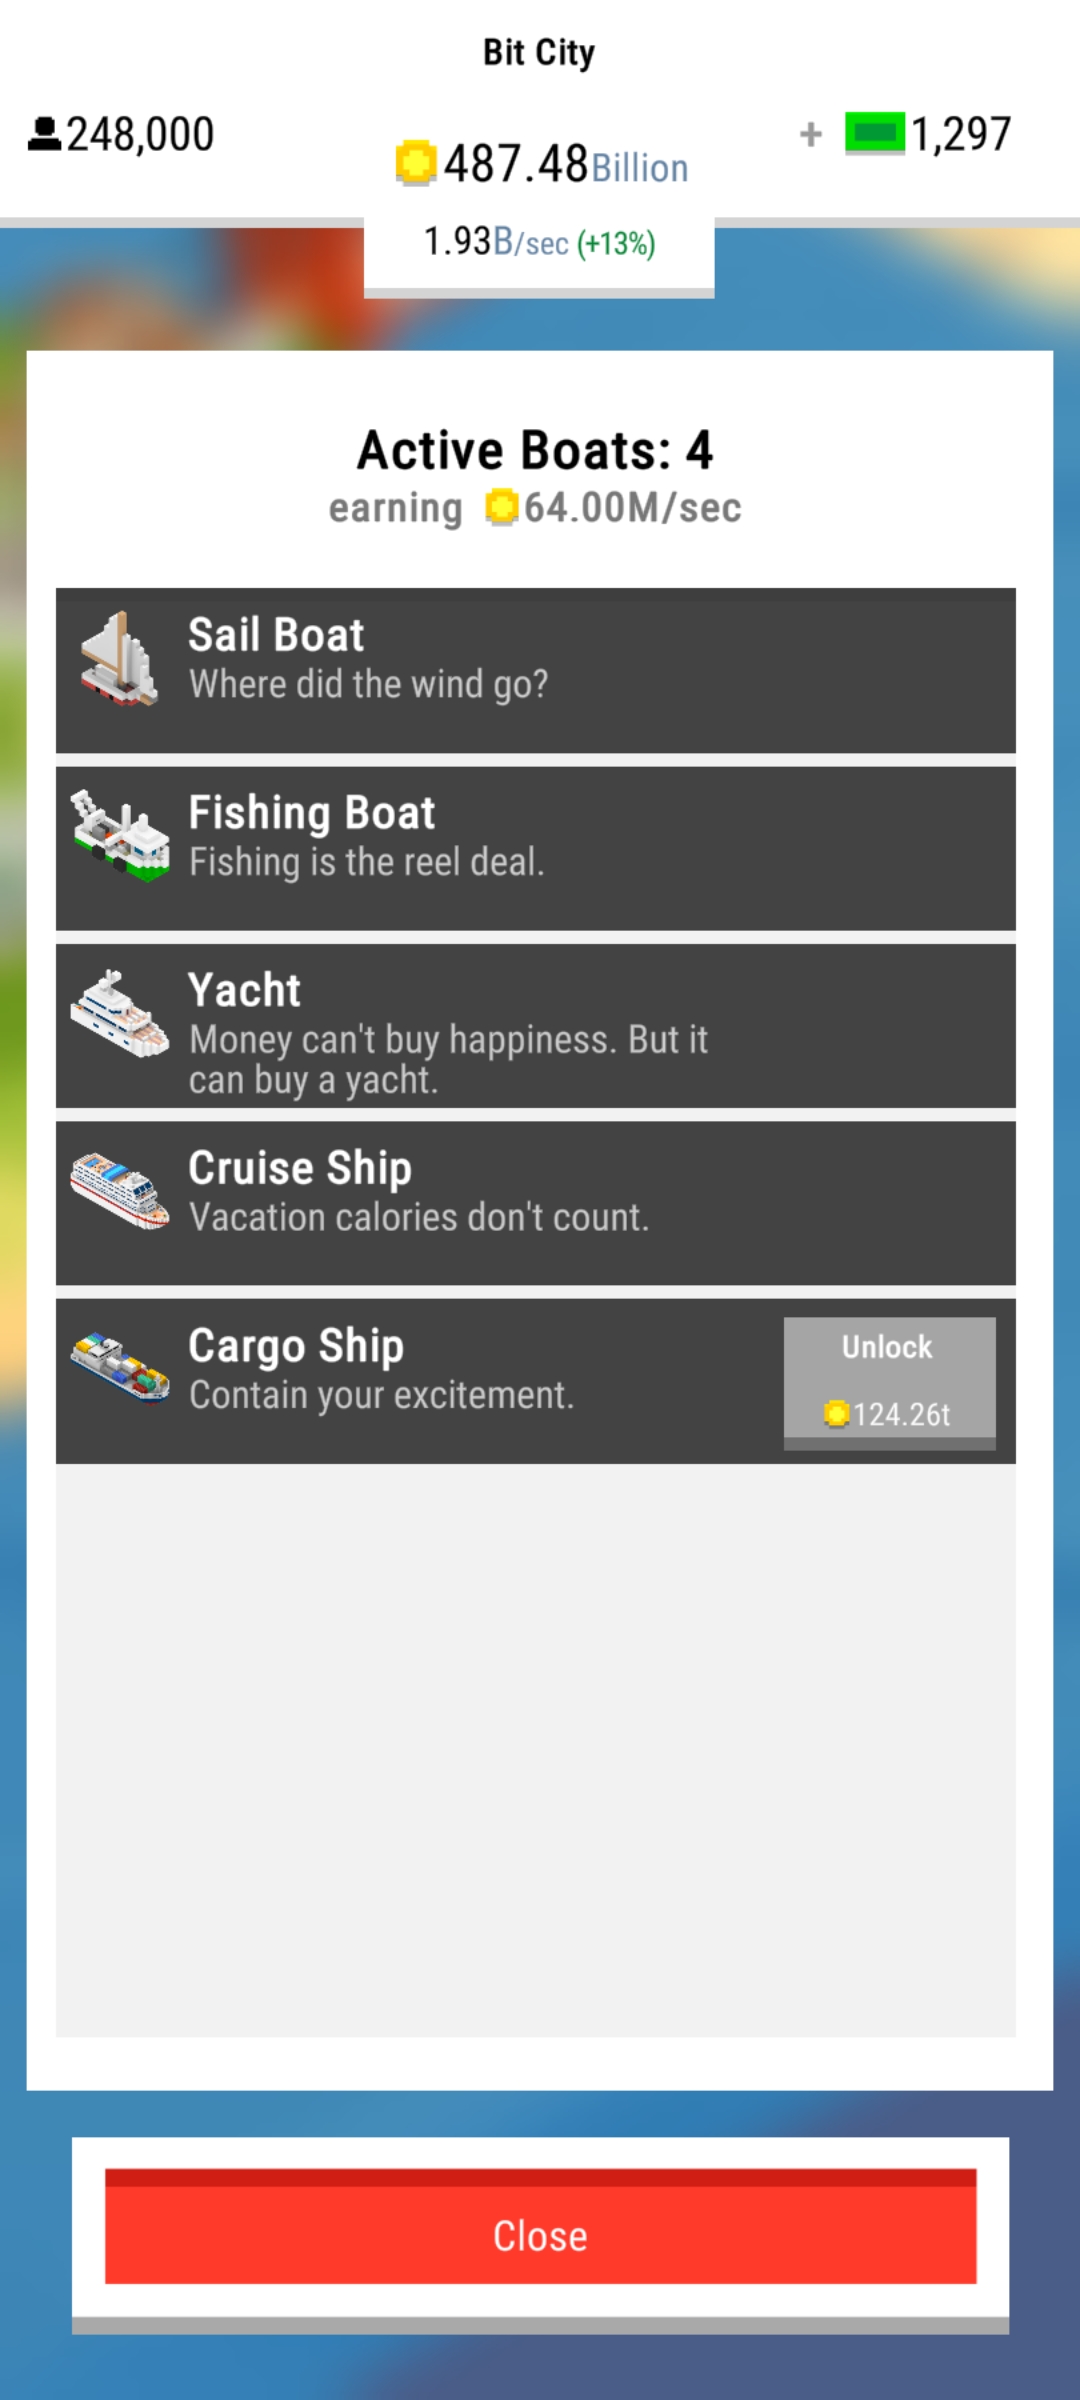 Bit City
248,000
487.48Billion
+ 1,297
1.93B/sec (+13%)
Active Boats: 4
earning 64.00M/sec
Sail Boat
Where did the wind go?
Fishing Boat
Fishing is the reel deal.
Yacht
Money can't buy happiness. But it
can buy a yacht.
Cruise Ship
Vacation calories don't count.
Cargo Ship
Contain your excitement.
Unlock
124.26t
Close